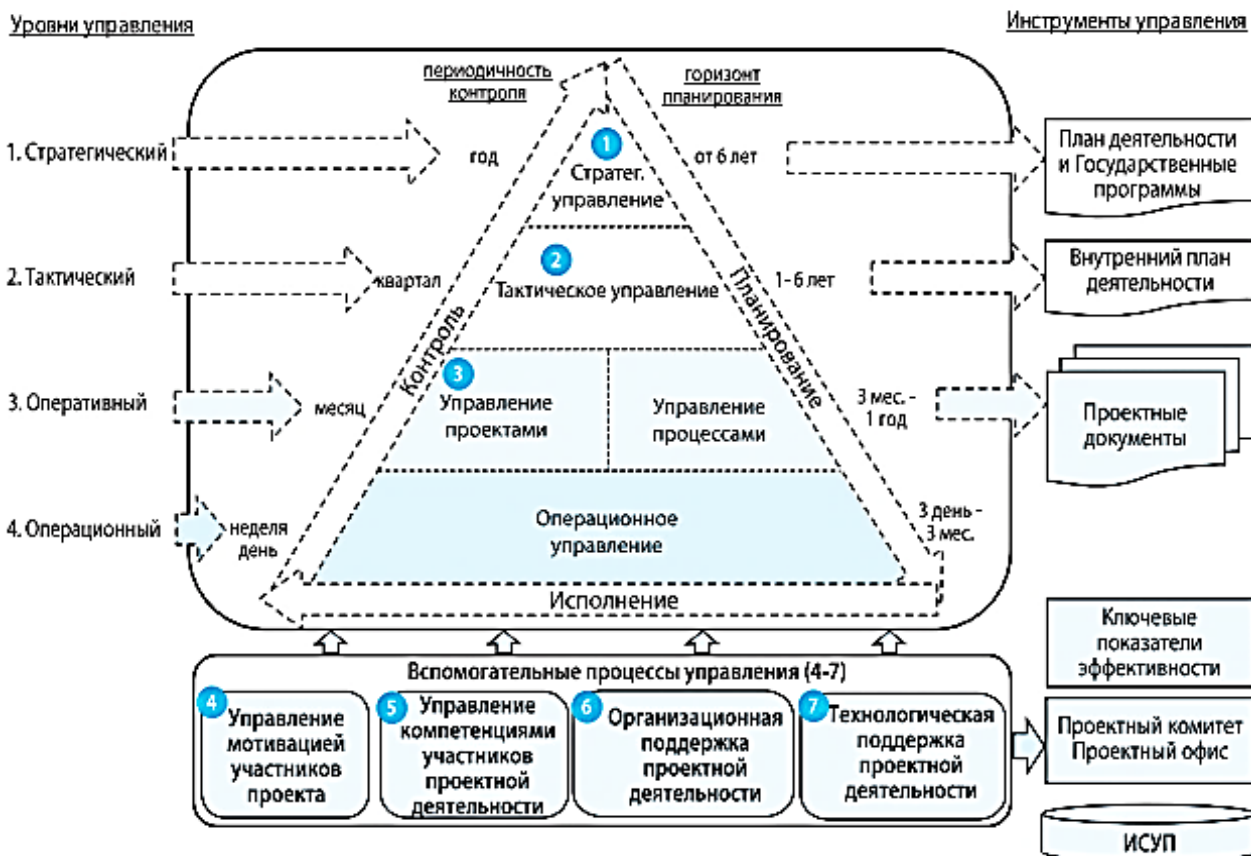 Уровни управления
Инструменты управления
периодичность
контроля
горизонт
планирования
1. Стратегический
год
1
Стратег.
управление
от 6 лет
План деятельности
и Государственные
программы
2. Тактический
квартал
2
Тактическое управление
1- 6 лет
Внутренний план
деятельности
Контроль
Планирование
3. Оперативный
месяц
3
Управление
проектами
Управление
процессами
3 мес. -
1 год
Проектные
документы
4. Операционный
неделя
день
Операционное
управление
3 день -
3 мес.
Исполнение
Вспомогательные процессы управления (4-7)
4
Управление
мотивацией
участников
проекта
5
Управление
компетенциями
участников
проектной
деятельности
6
Организационная
поддержка
проектной
деятельности
7
Технологическая
поддержка
проектной
деятельности
Ключевые
показатели
эффективности
Проектный комитет
Проектный офис
ИСУП